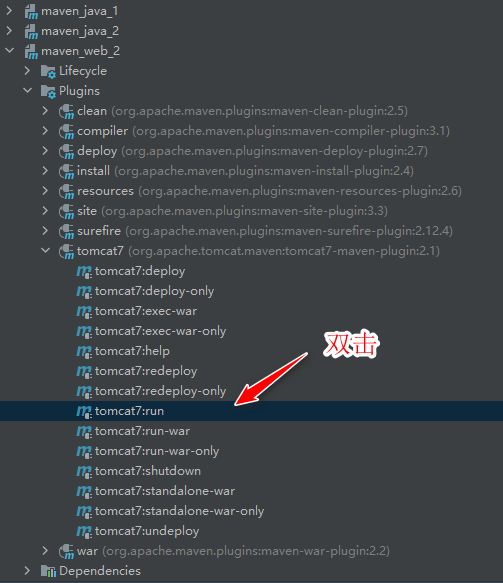 maven_java_1
maven_java_2
maven_web_2
Lifecycle
Plugins
clean (org.apache.maven.plugins:maven-clean-plugin:2.5)
compiler (org.apache.maven.plugins:maven-compiler-plugin:3.1)
deploy (org.apache.maven.plugins:maven-deploy-plugin:2.7)
install (org.apache.maven.plugins:maven-install-plugin:2.4)
resources (org.apache.maven.plugins:maven-resources-plugin:2.6)
site (org.apache.maven.plugins:maven-site-plugin:3.3)
surefire (org.apache.maven.plugins:maven-surefire-plugin:2.12.4)
tomcat7 (org.apache.tomcat.maven:tomcat7-maven-plugin:2.1)
tomcat7:deploy
tomcat7:deploy-only
tomcat7:exec-war
tomcat7:exec-war-only
tomcat7:help
双击
tomcat7:redeploy
tomcat7:redeploy-only
tomcat7:run
tomcat7:run-war
tomcat7:run-war-only
tomcat7:shutdown
tomcat7:standalone-war
tomcat7:standalone-war-only
tomcat7:undeploy
war (org.apache.maven.plugins:maven-war-plugin:2.2)
Dependencies